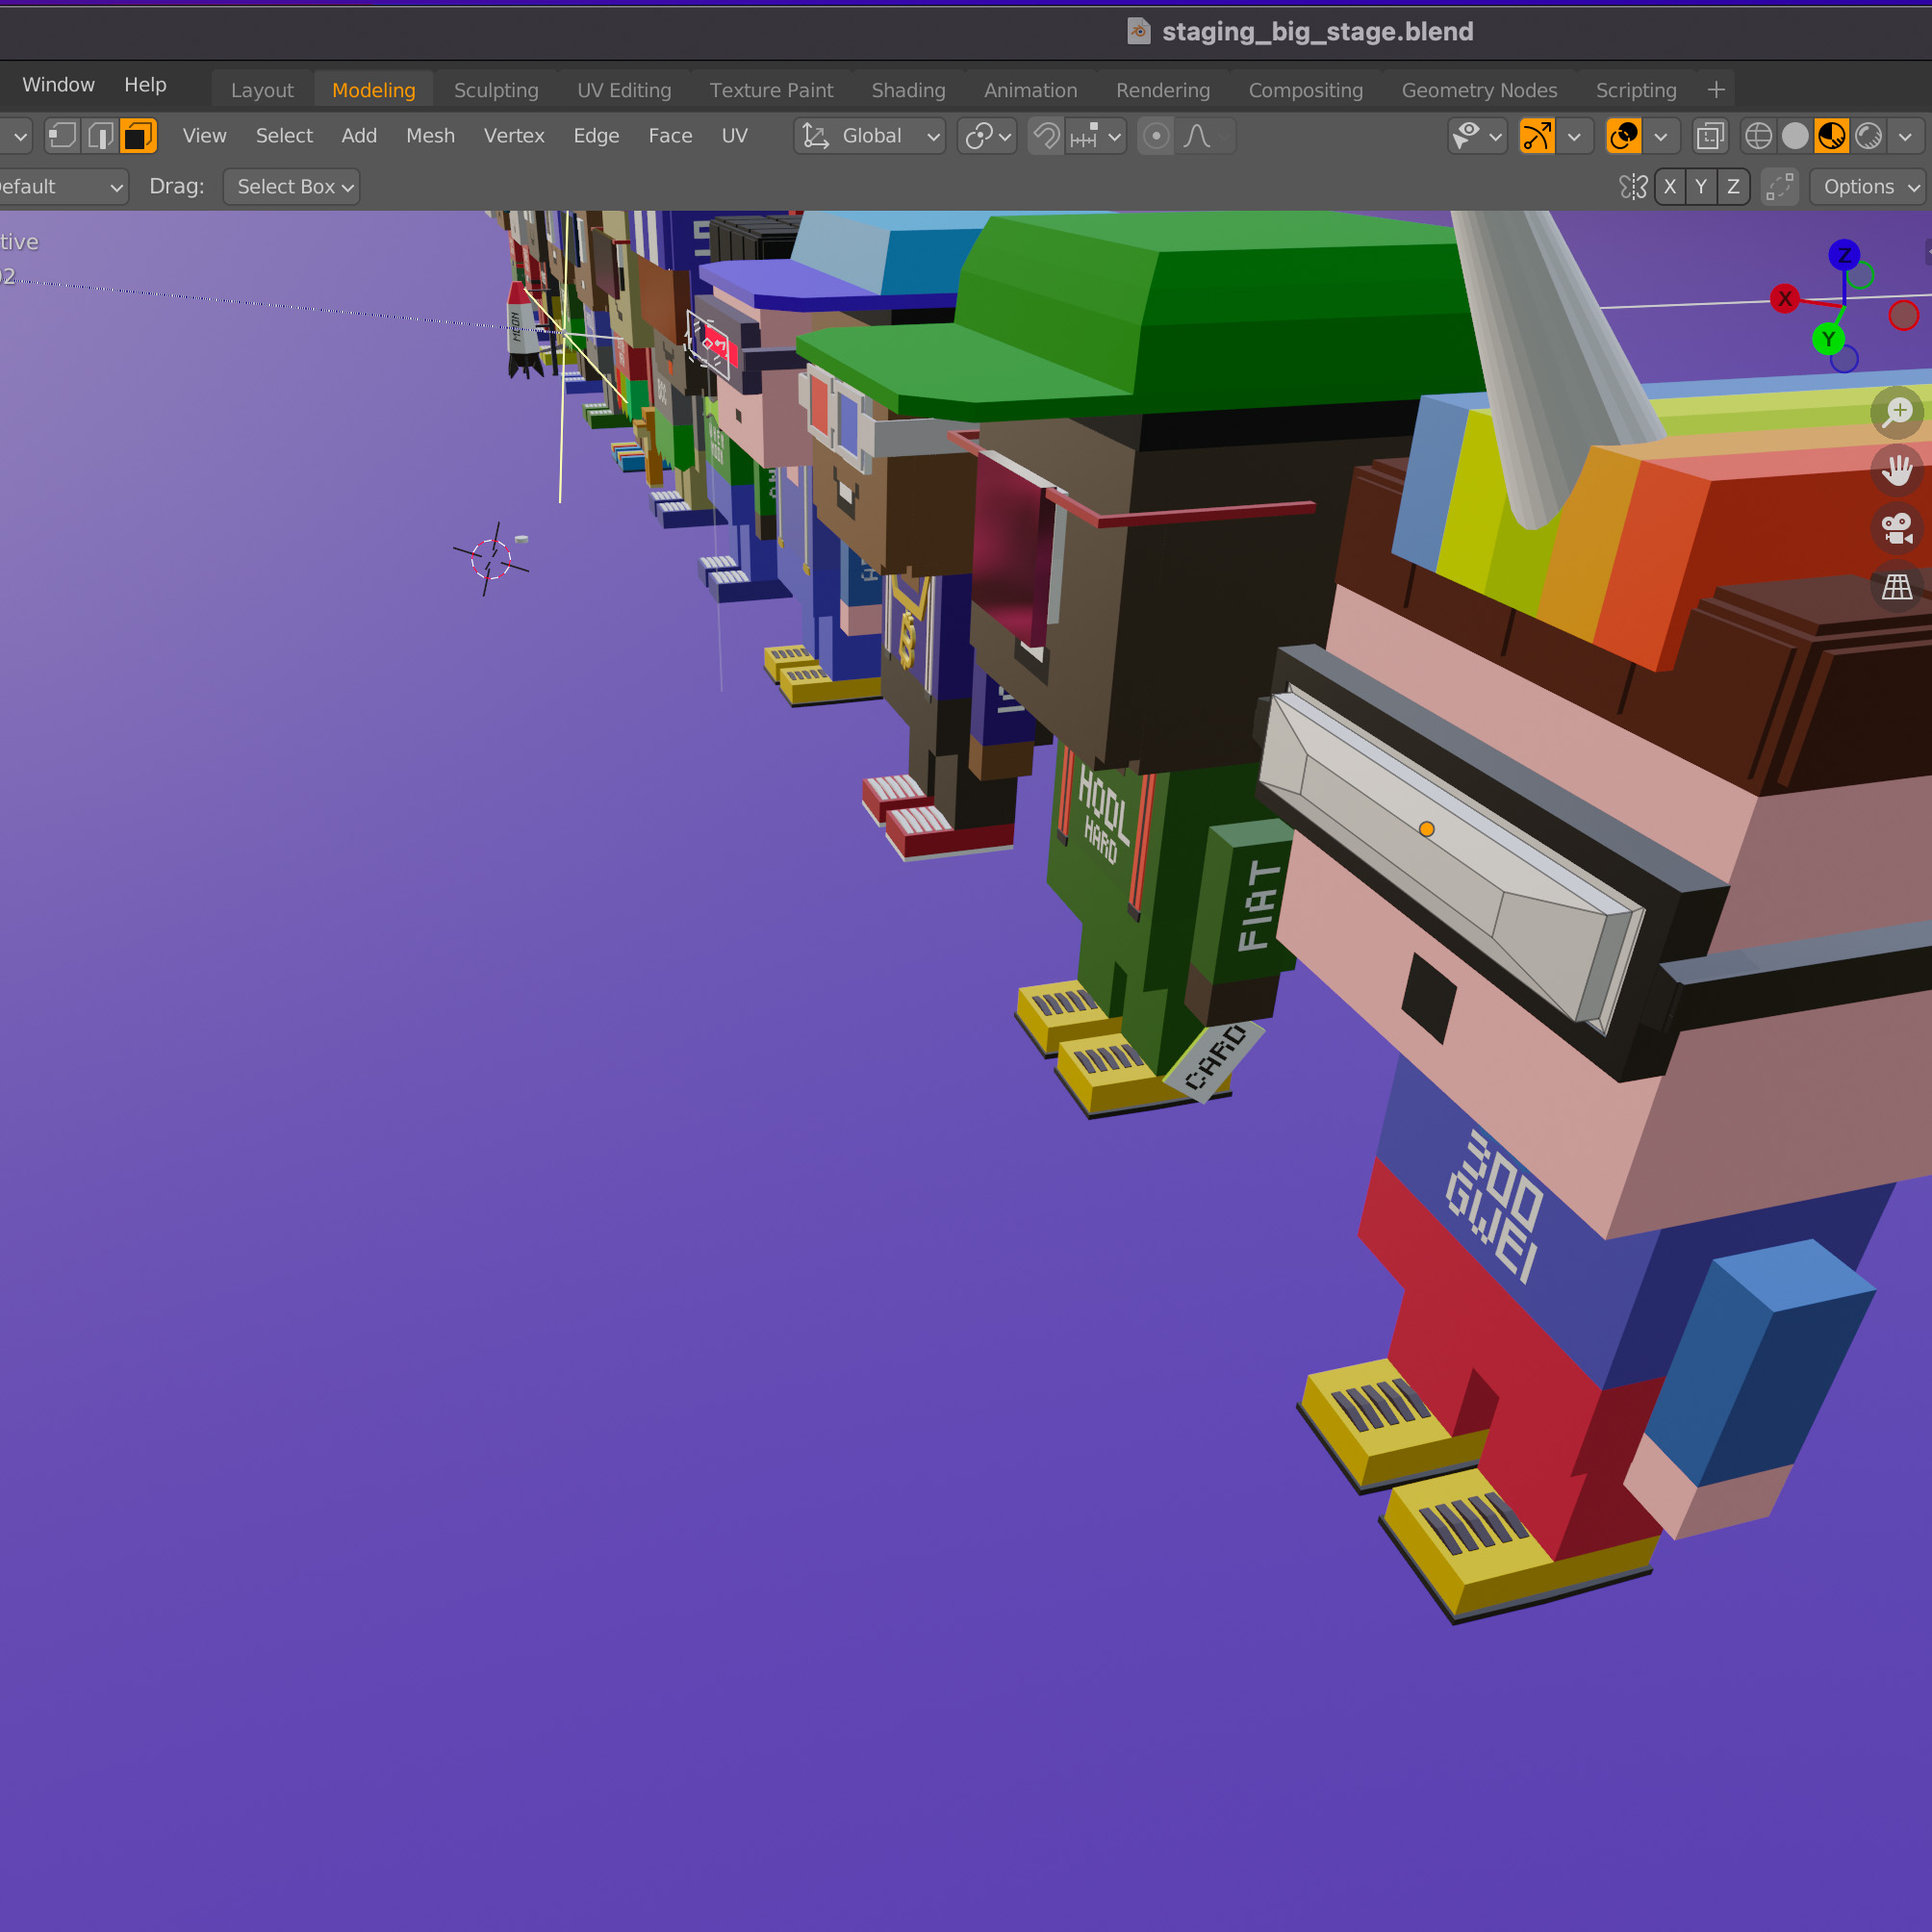 staging_big_stage.blend
Window Help Layout Modeling Sculpting UV Editing Texture Paint Shading Animation Rendering Compositing Geometry Nodes Scripting +
View Select Add Mesh Vertex Edge Face UV Global
efault Drag: Select Box X Y Z Options
tive
Z
X
Y
MOON
HODL
HARD
FIAT
CARD
300
GWEI